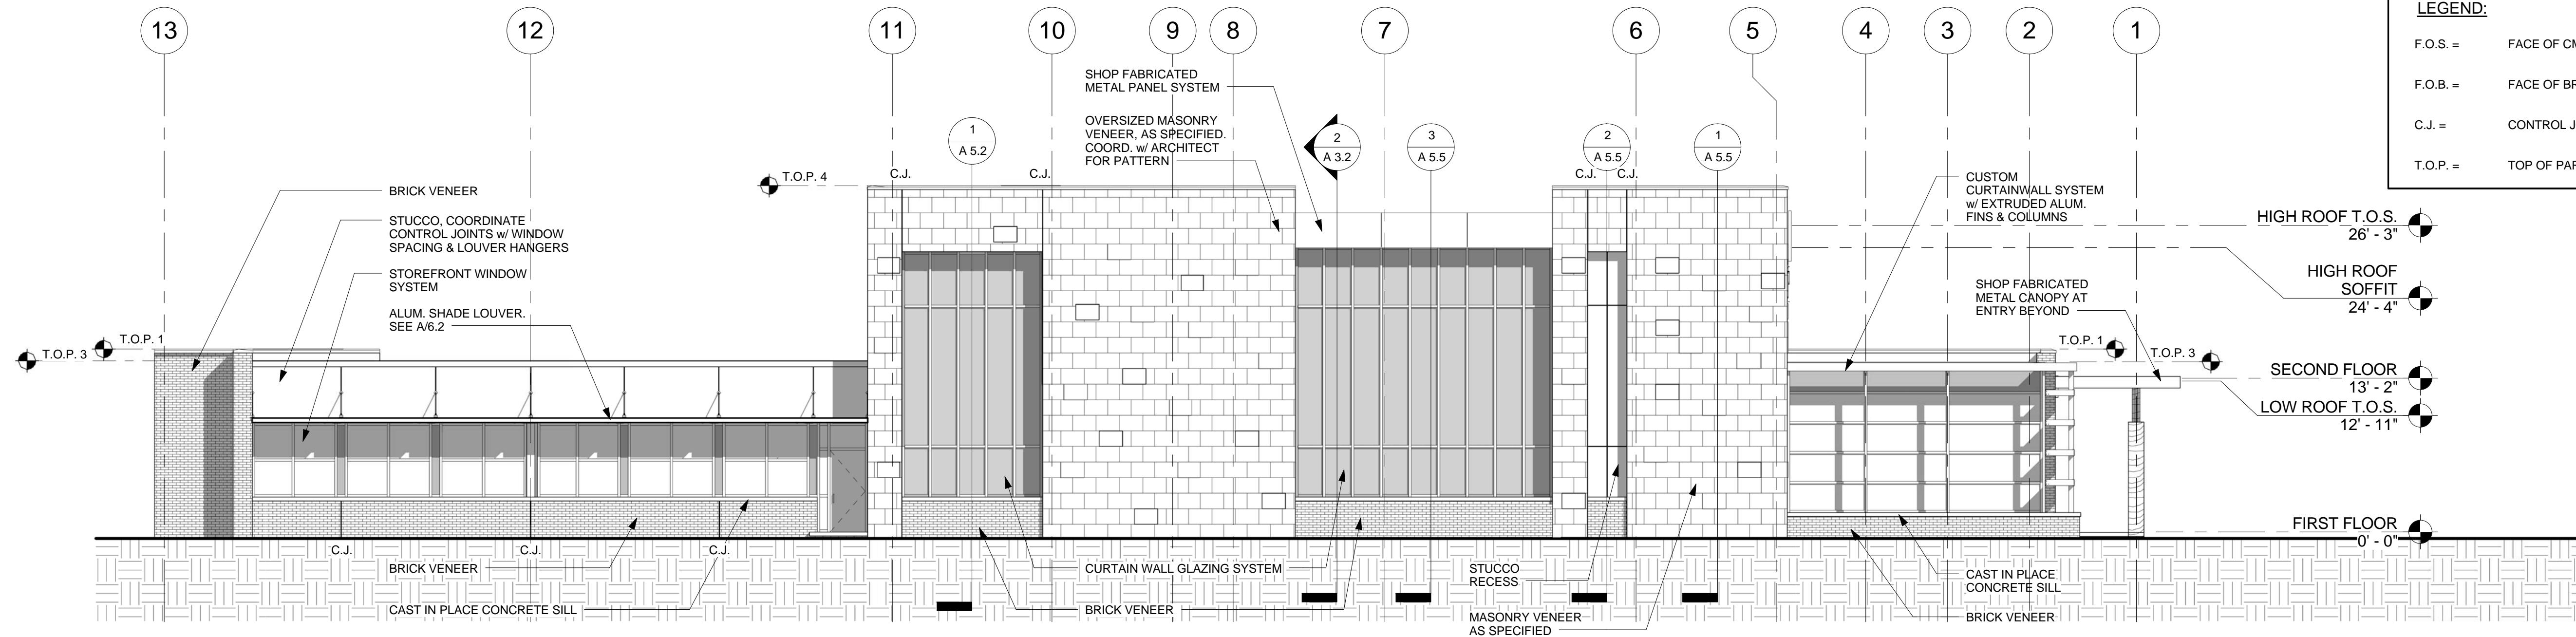 13
12
11
10
9
8
7
6
5
4
3
2
1
LEGEND:
F.O.S. = FACE OF
F.O.B. = FACE OF
C.J. = CONTROL
T.O.P. = TOP OF
SHOP FABRICATED
METAL PANEL SYSTEM
OVERSIZED MASONRY
VENEER, AS SPECIFIED.
COORD. w/ ARCHITECT
FOR PATTERN
1
A 5.2
2
A 3.2
3
A 5.5
2
A 5.5
1
A 5.5
T.O.P. 4
C.J.
C.J.
C.J.
C.J.
BRICK VENEER
STUCCO, COORDINATE
CONTROL JOINTS w/ WINDOW
SPACING & LOUVER HANGERS
STOREFRONT WINDOW
SYSTEM
ALUM. SHADE LOUVER.
SEE A/6.2
T.O.P. 1
T.O.P. 3
CUSTOM
CURTAINWALL SYSTEM
w/ EXTRUDED ALUM.
FINS & COLUMNS
SHOP FABRICATED
METAL CANOPY AT
ENTRY BEYOND
T.O.P. 1
T.O.P. 3
HIGH ROOF T.O.S.
26' - 3"
HIGH ROOF
SOFFIT
24' - 4"
SECOND FLOOR
13' - 2"
LOW ROOF T.O.S.
12' - 11"
FIRST FLOOR
0' - 0"
C.J.
C.J.
C.J.
BRICK VENEER
CAST IN PLACE CONCRETE SILL
CURTAIN WALL GLAZING SYSTEM
BRICK VENEER
STUCCO
RECESS
MASONRY VENEER
AS SPECIFIED
CAST IN PLACE
CONCRETE SILL
BRICK VENEER